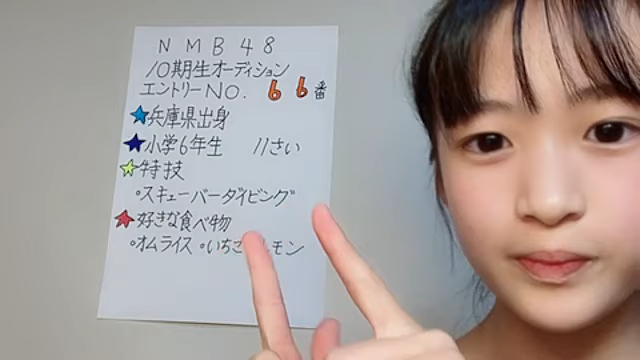 NMB48
10期生オーディション
エントリーNO. 66番
兵庫県出身
小学6年生 11さい
特技
。スキューバーダイビング
好きな食べ物
。オムライス 。いちご モン